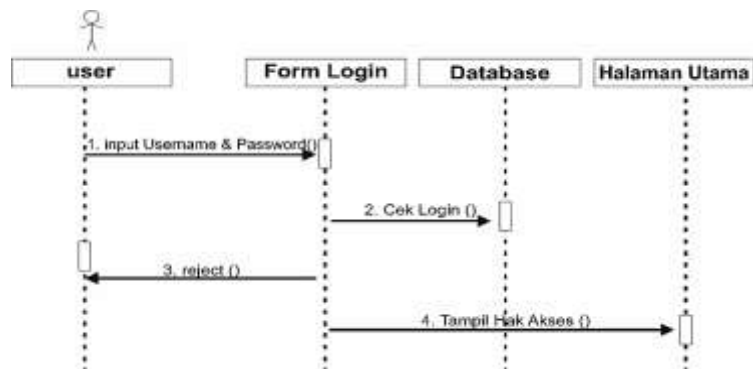 user
Form Login
Database
Halaman Utama
1. input Username & Password()
2. Cek Login ()
3. reject ()
4. Tampil Hak Akses ()